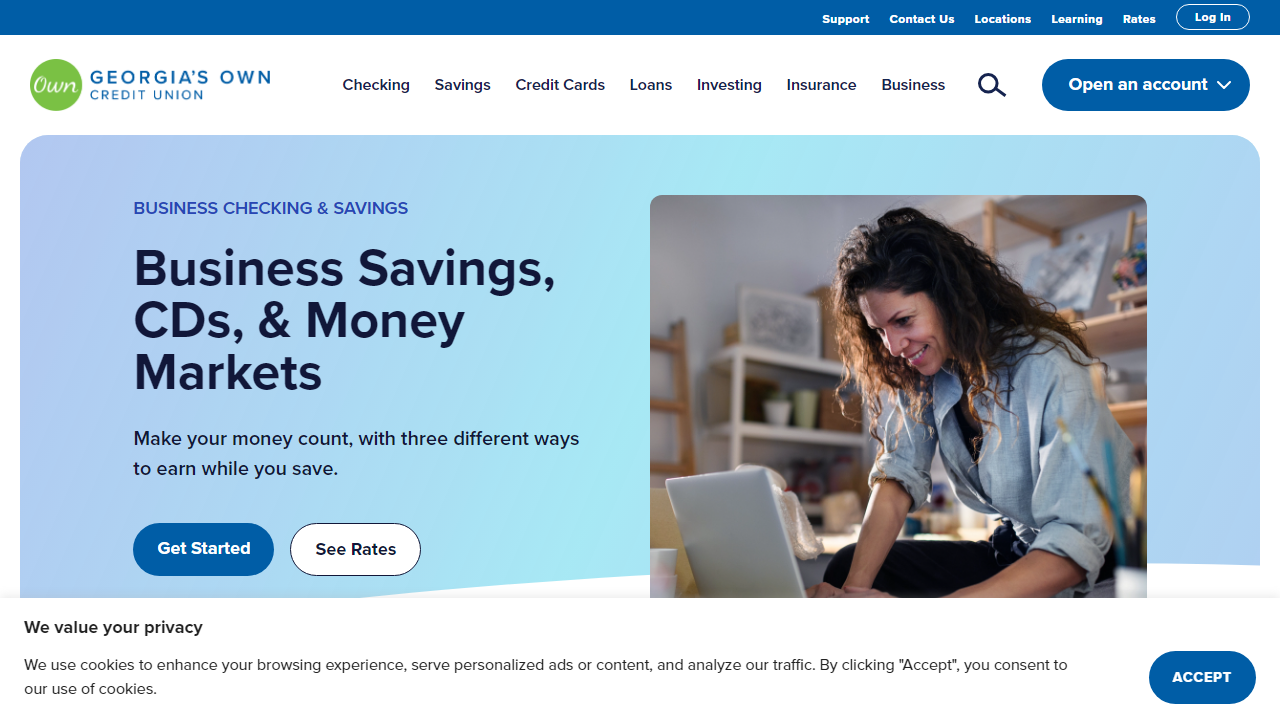 Support Contact Us Locations Learning Rates Log In
Own GEORGIA'S OWN
CREDIT UNION
Checking Savings Credit Cards Loans Investing Insurance Business Open an account
BUSINESS CHECKING & SAVINGS
Business Savings,
CDs, & Money
Markets
Make your money count, with three different ways
to earn while you save.
Get Started See Rates
We value your privacy
We use cookies to enhance your browsing experience, serve personalized ads or content, and analyze our traffic. By clicking "Accept", you consent to
our use of cookies.
ACCEPT